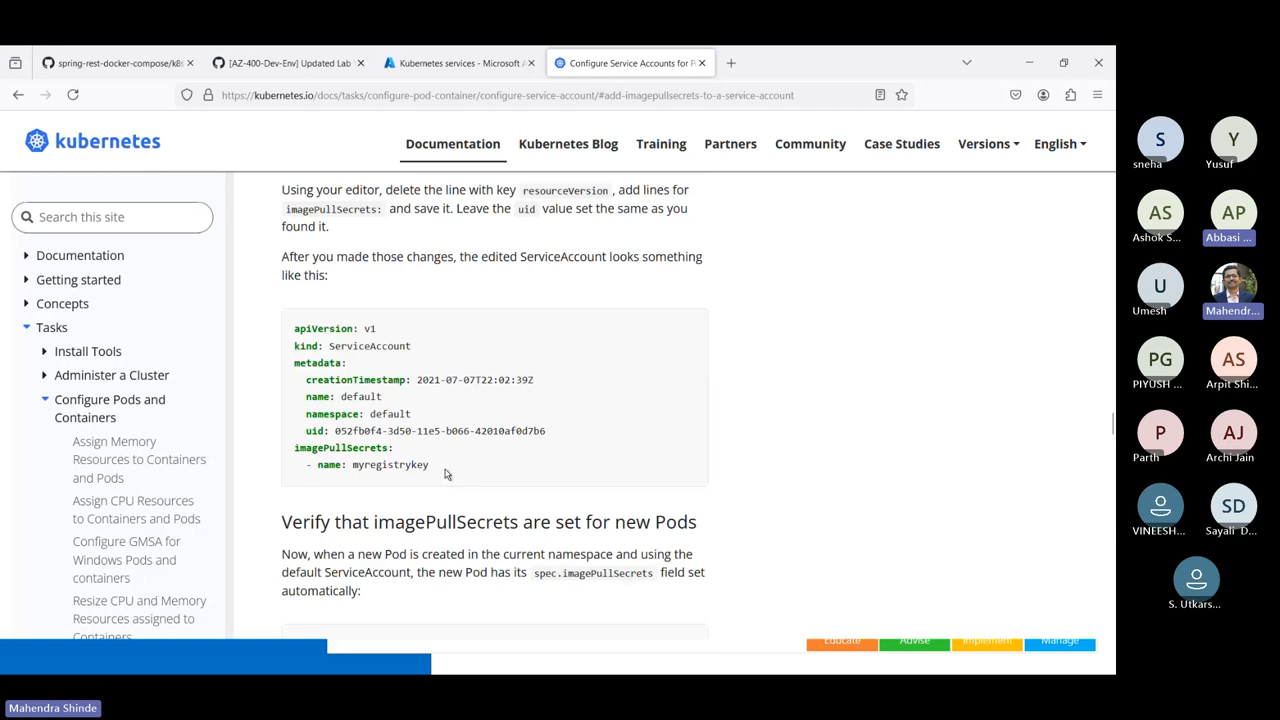 spring-rest-docker-compose/k8s
[AZ-400-Dev-Env] Updated Lab
Kubernetes services - Microsoft A
Configure Service Accounts for P
https://kubernetes.io/docs/tasks/configure-pod-container/configure-service-account/#add-imagepullsecrets-to-a-service-account
kubernetes
Documentation
Kubernetes Blog
Training
Partners
Community
Case Studies
Versions
English
Search this site
Documentation
Getting started
Concepts
Tasks
Install Tools
Administer a Cluster
Configure Pods and
Containers
Assign Memory
Resources to Containers
and Pods
Assign CPU Resources
to Containers and Pods
Configure GMSA for
Windows Pods and
containers
Resize CPU and Memory
Resources assigned to
Containers
Using your editor, delete the line with key resourceVersion, add lines for
imagePullSecrets: and save it. Leave the uid value set the same as you
found it.
After you made those changes, the edited ServiceAccount looks something
like this:
apiVersion: v1
kind: ServiceAccount
metadata:
creationTimestamp: 2021-07-07T22:02:39Z
name: default
namespace: default
uid: 052fb0f4-3d50-11e5-b066-42010af0d7b6
imagePullSecrets:
- name: myregistrykey
Verify that imagePullSecrets are set for new Pods
Now, when a new Pod is created in the current namespace and using the
default ServiceAccount, the new Pod has its spec.imagePullSecrets field set
automatically:
Educate
Advise
Implement
Manage
S
sneha
Y
Yusuf
AS
Ashok S...
AP
Abbasi ...
U
Umesh
Mahendr...
PG
PIYUSH ...
AS
Arpit Shi...
P
Parth
AJ
Archi Jain
VINEESH...
SD
Sayali D...
S. Utkars...
Mahendra Shinde